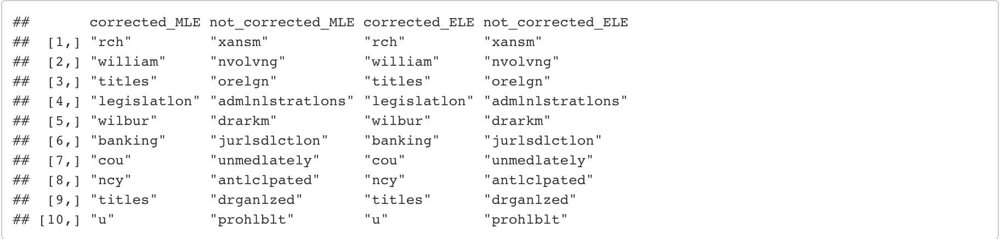 ##       corrected_MLE not_corrected_MLE corrected_ELE not_corrected_ELE
##  [1,] "rch"         "xansm"           "rch"         "xansm"
##  [2,] "william"     "nvolvng"         "william"     "nvolvng"
##  [3,] "titles"      "orelgn"          "titles"      "orelgn"
##  [4,] "legislatlon" "admlnlstratlons" "legislatlon" "admlnlstratlons"
##  [5,] "wilbur"      "drarkm"          "wilbur"      "drarkm"
##  [6,] "banking"     "jurlsdlctlon"    "banking"     "jurlsdlctlon"
##  [7,] "cou"         "unmedlately"     "cou"         "unmedlately"
##  [8,] "ncy"         "antlclpated"     "ncy"         "antlclpated"
##  [9,] "titles"      "drganlzed"       "titles"      "drganlzed"
## [10,] "u"           "prohlblt"        "u"           "prohlblt"